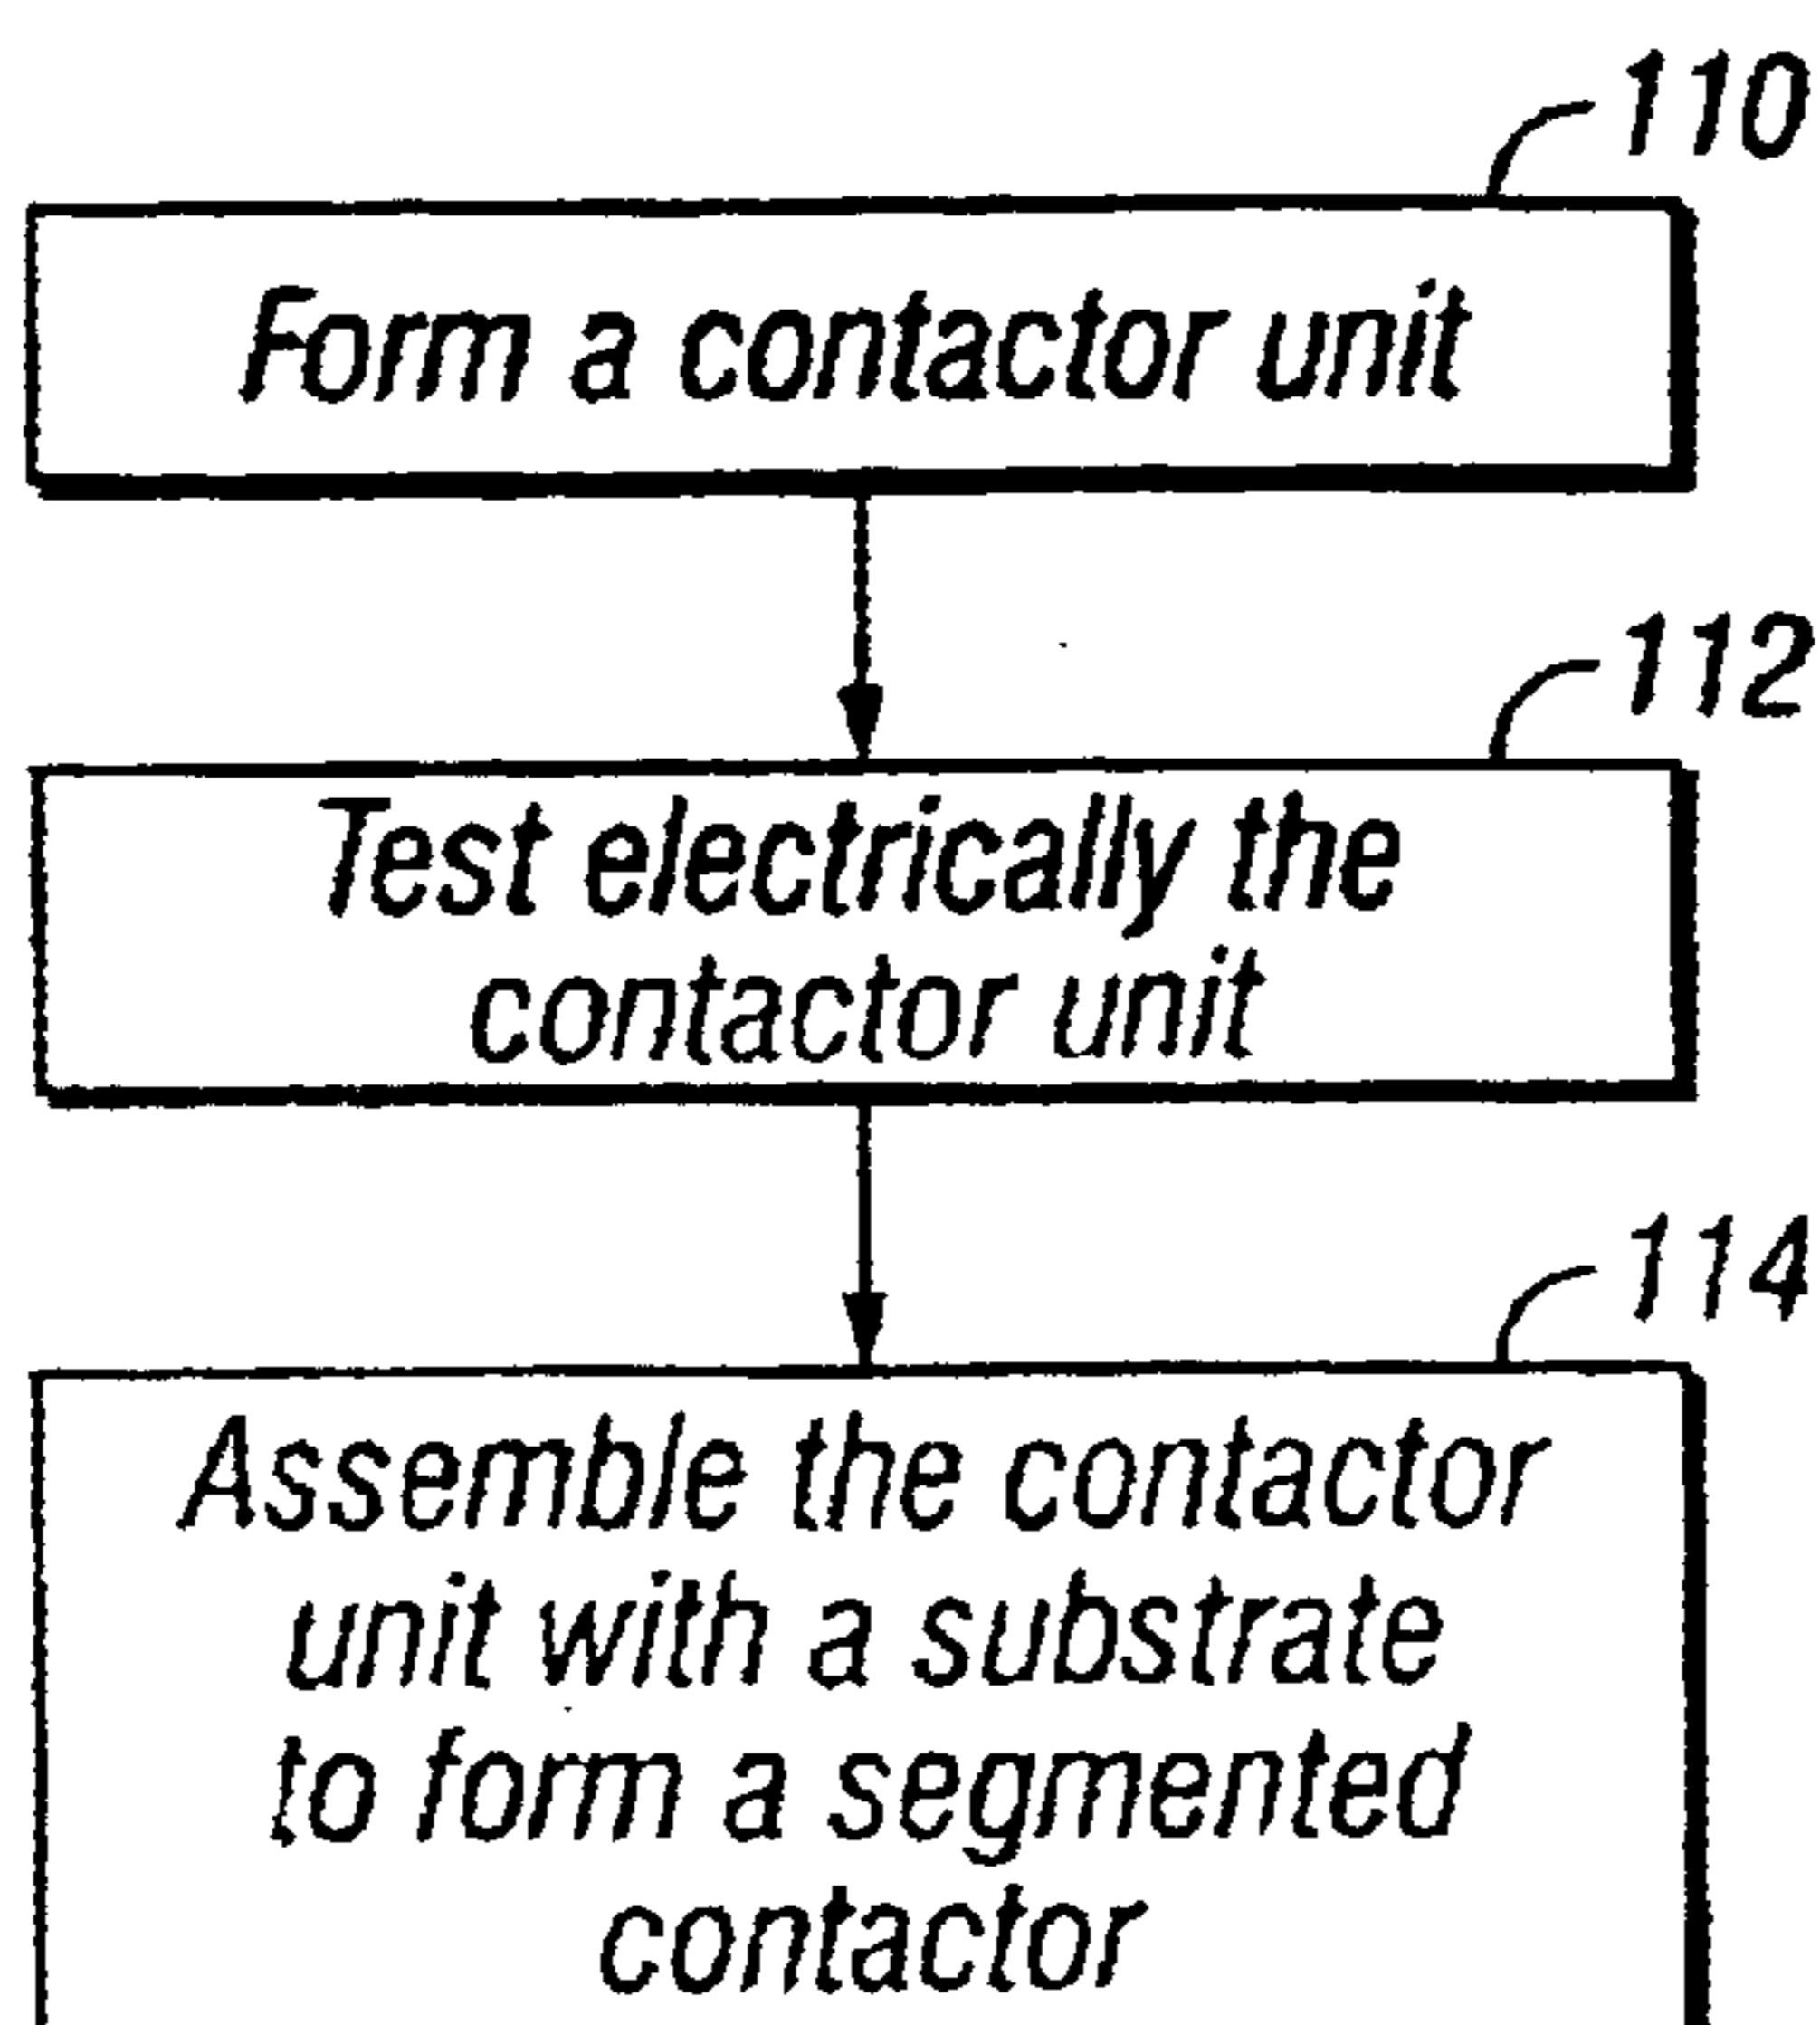 110
Form a contactor unit
112
Test electrically the
contactor unit
114
Assemble the contactor
unit with a substrate
to form a segmented
contactor